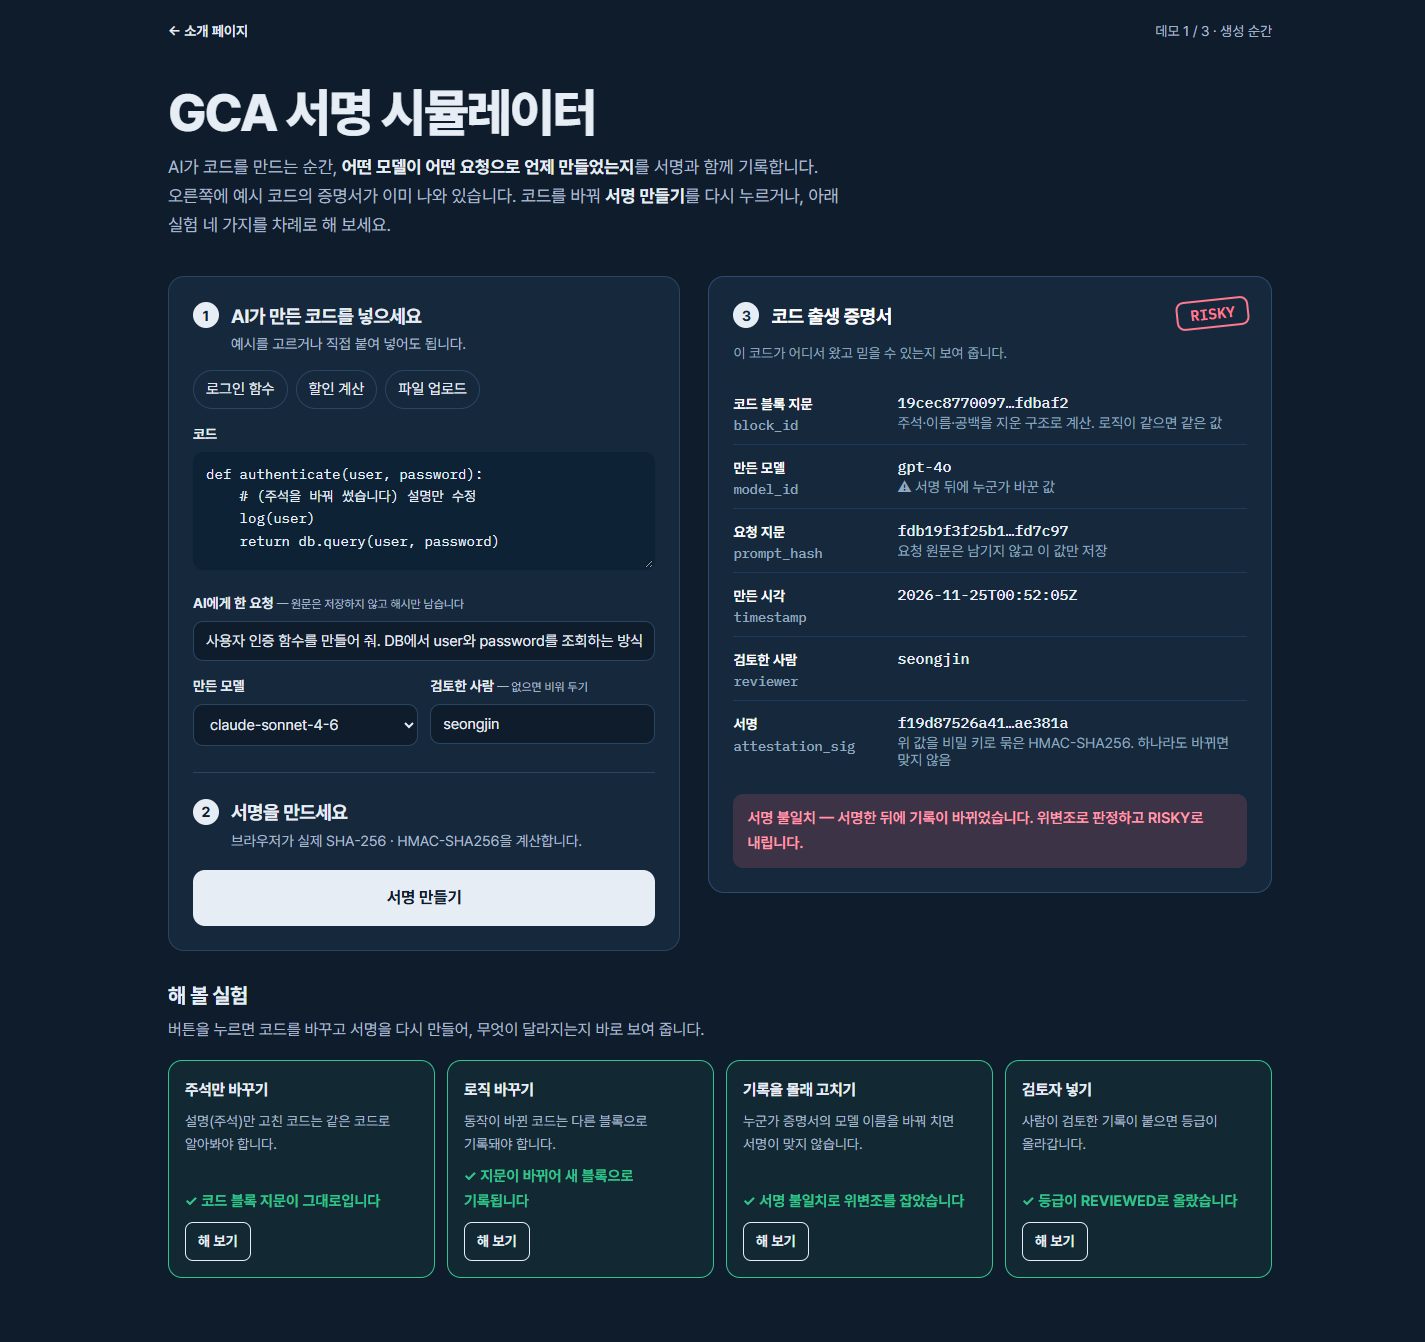 ← 소개 페이지
데모 1 / 3 · 생성 순간
GCA 서명 시뮬레이터
AI가 코드를 만드는 순간, 어떤 모델이 어떤 요청으로 언제 만들었는지를 서명과 함께 기록합니다.
오른쪽에 예시 코드의 증명서가 이미 나와 있습니다. 코드를 바꿔 서명 만들기를 다시 누르거나, 아래
실험 네 가지를 차례로 해 보세요.
1 AI가 만든 코드를 넣으세요
예시를 고르거나 직접 붙여 넣어도 됩니다.
로그인 함수
할인 계산
파일 업로드
코드
def authenticate(user, password):
# (주석을 바꿔 썼습니다) 설명만 수정
log(user)
return db.query(user, password)
AI에게 한 요청 — 원문은 저장하지 않고 해시만 남습니다
사용자 인증 함수를 만들어 줘. DB에서 user와 password를 조회하는 방식
만든 모델
검토한 사람 — 없으면 비워 두기
claude-sonnet-4-6
seongjin
2 서명을 만드세요
브라우저가 실제 SHA-256 · HMAC-SHA256을 계산합니다.
서명 만들기
3 코드 출생 증명서
RISKY
이 코드가 어디서 왔고 믿을 수 있는지 보여 줍니다.
코드 블록 지문
block_id
19cec8770097…fdbaf2
주석·이름·공백을 지운 구조로 계산. 로직이 같으면 같은 값
만든 모델
model_id
gpt-4o
⚠ 서명 뒤에 누군가 바꾼 값
요청 지문
prompt_hash
fdb19f3f25b1…fd7c97
요청 원문은 남기지 않고 이 값만 저장
만든 시각
timestamp
2026-11-25T00:52:05Z
검토한 사람
reviewer
seongjin
서명
attestation_sig
f19d87526a41…ae381a
위 값을 비밀 키로 묶은 HMAC-SHA256. 하나라도 바뀌면
맞지 않음
서명 불일치 — 서명한 뒤에 기록이 바뀌었습니다. 위변조로 판정하고 RISKY로
내립니다.
해 볼 실험
버튼을 누르면 코드를 바꾸고 서명을 다시 만들어, 무엇이 달라지는지 바로 보여 줍니다.
주석만 바꾸기
설명(주석)만 고친 코드는 같은 코드로
알아봐야 합니다.
✓ 코드 블록 지문이 그대로입니다
해 보기
로직 바꾸기
동작이 바뀐 코드는 다른 블록으로
기록돼야 합니다.
✓ 지문이 바뀌어 새 블록으로
기록됩니다
해 보기
기록을 몰래 고치기
누군가 증명서의 모델 이름을 바꿔 치면
서명이 맞지 않습니다.
✓ 서명 불일치로 위변조를 잡았습니다
해 보기
검토자 넣기
사람이 검토한 기록이 붙으면 등급이
올라갑니다.
✓ 등급이 REVIEWED로 올랐습니다
해 보기